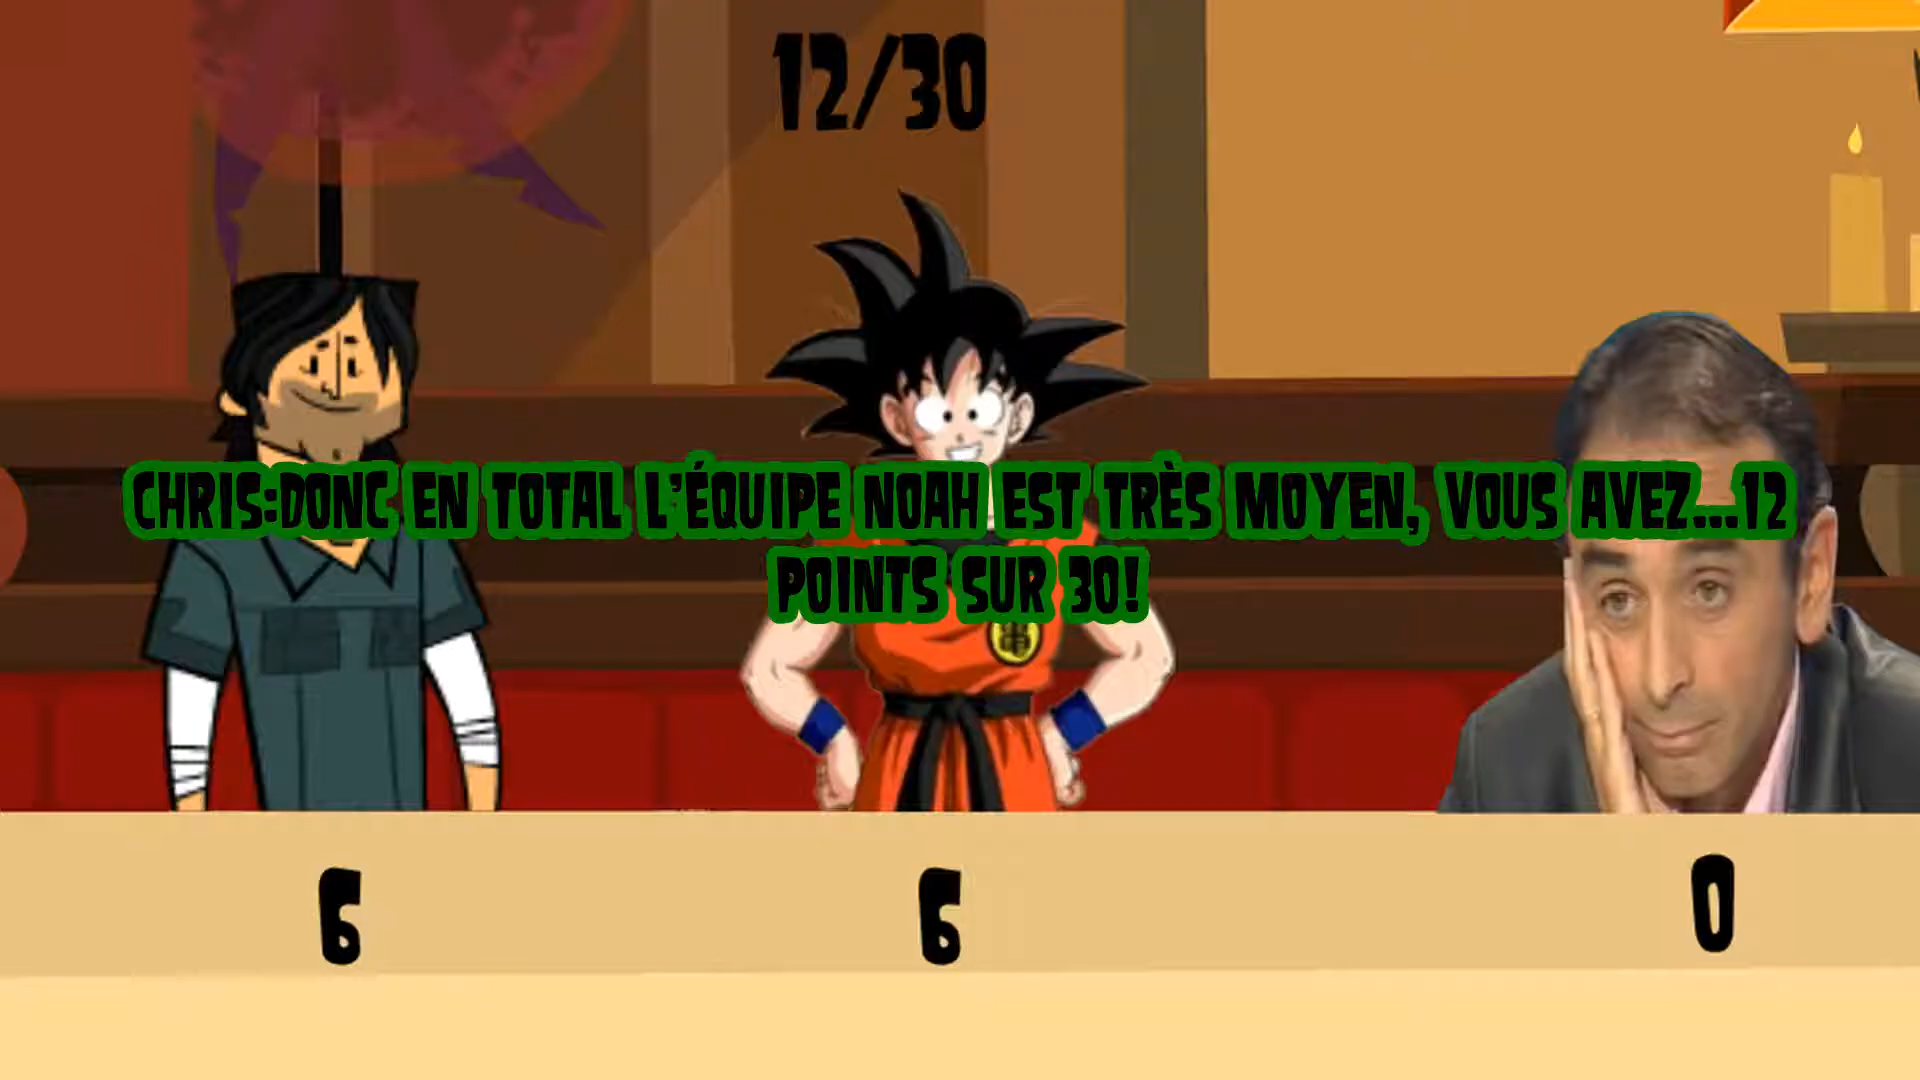 12/30
CHRIS:DONC EN TOTAL L'ÉQUIPE NOAH EST TRÈS MOYEN, VOUS AVEZ...12
POINTS SUR 30!
6 6 0